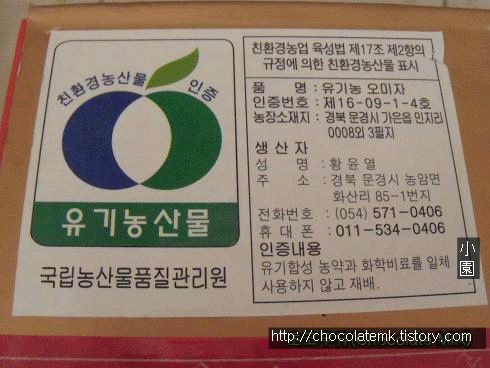 친환경농산물 인증
유기농산물
국립농산물품질관리원
친환경농업 육성법 제17조 제2항의
규정에 의한 친환경농산물 표시
품 명 : 유기농 오미자
인증번호 : 제16-09-1-4호
농장소재지 : 경북 문경시 가은읍 민지리
0008외 3필지
생 산 자
성 명 : 황 윤 열
주 소 : 경북 문경시 농암면
화산리 85-1번지
전화번호 : (054) 571-0406
휴 대 폰 : 011-534-0406
인증내용
유기합성 농약과 화학비료를 일체
사용하지 않고 재배.
小園
http://chocolatemk.tistory.com